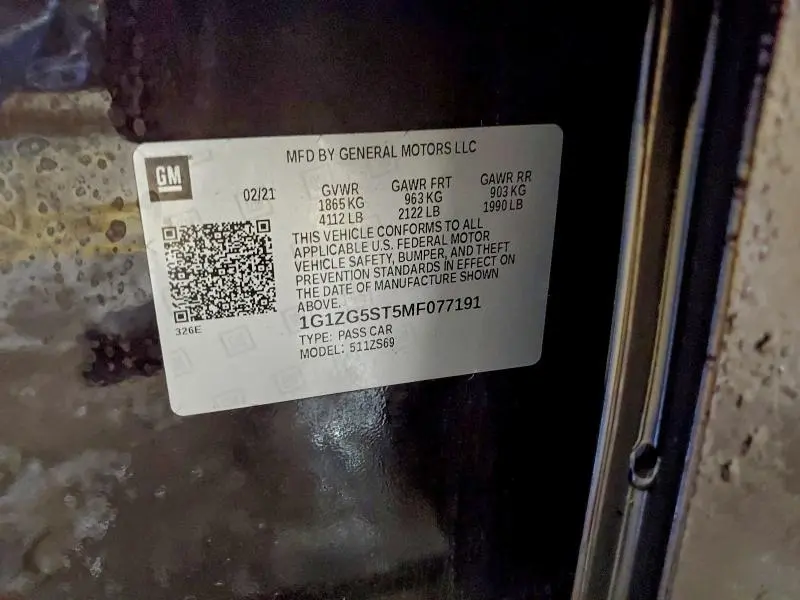 MFD BY GENERAL MOTORS LLC
GM
02/21
GVWR GAWR FRT GAWR RR
1865 KG 963 KG 903 KG
4112 LB 2122 LB 1990 LB
THIS VEHICLE CONFORMS TO ALL
APPLICABLE U.S. FEDERAL MOTOR
VEHICLE SAFETY, BUMPER, AND THEFT
PREVENTION STANDARDS IN EFFECT ON
THE DATE OF MANUFACTURE SHOWN
ABOVE.
326E
1G1ZG5ST5MF077191
TYPE: PASS CAR
MODEL: 511ZS69